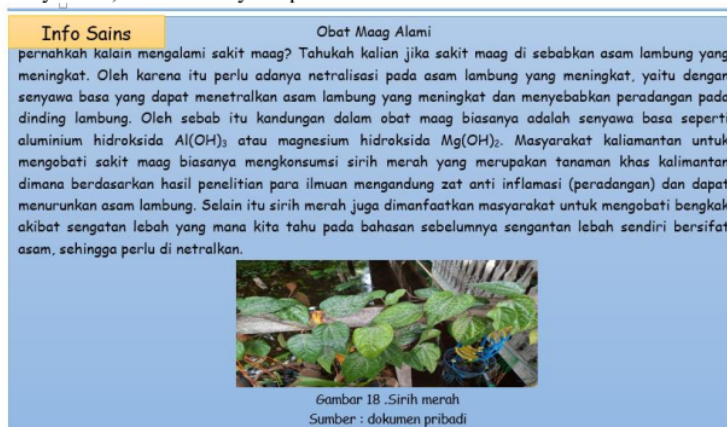 Info Sains
Obat Maag Alami
pernahkah kalain mengalami sakit maag? Tahukah kalian jika sakit maag di sebabkan asam lambung yang
meningkat. Oleh karena itu perlu adanya netralisasi pada asam lambung yang meningkat, yaitu dengan
senyawa basa yang dapat menetralkan asam lambung yang meningkat dan menyebabkan peradangan pada
dinding lambung. Oleh sebab itu kandungan dalam obat maag biasanya adalah senyawa basa seperti
aluminium hidroksida Al(OH)₃ atau magnesium hidroksida Mg(OH)₂. Masyarakat kaliamantan untuk
mengobati sakit maag biasanya mengkonsumsi sirih merah yang merupakan tanaman khas kalimantan
dimana berdasarkan hasil penelitian para ilmuan mengandung zat anti inflamasi (peradangan) dan dapat
menurunkan asam lambung. Selain itu sirih merah juga dimanfaatkan masyarakat untuk mengobati bengkak
akibat sengatan lebah yang mana kita tahu pada bahasan sebelumnya sengantan lebah sendiri bersifat
asam, sehingga perlu di netralkan.
Gambar 18 .Sirih merah
Sumber : dokumen pribadi